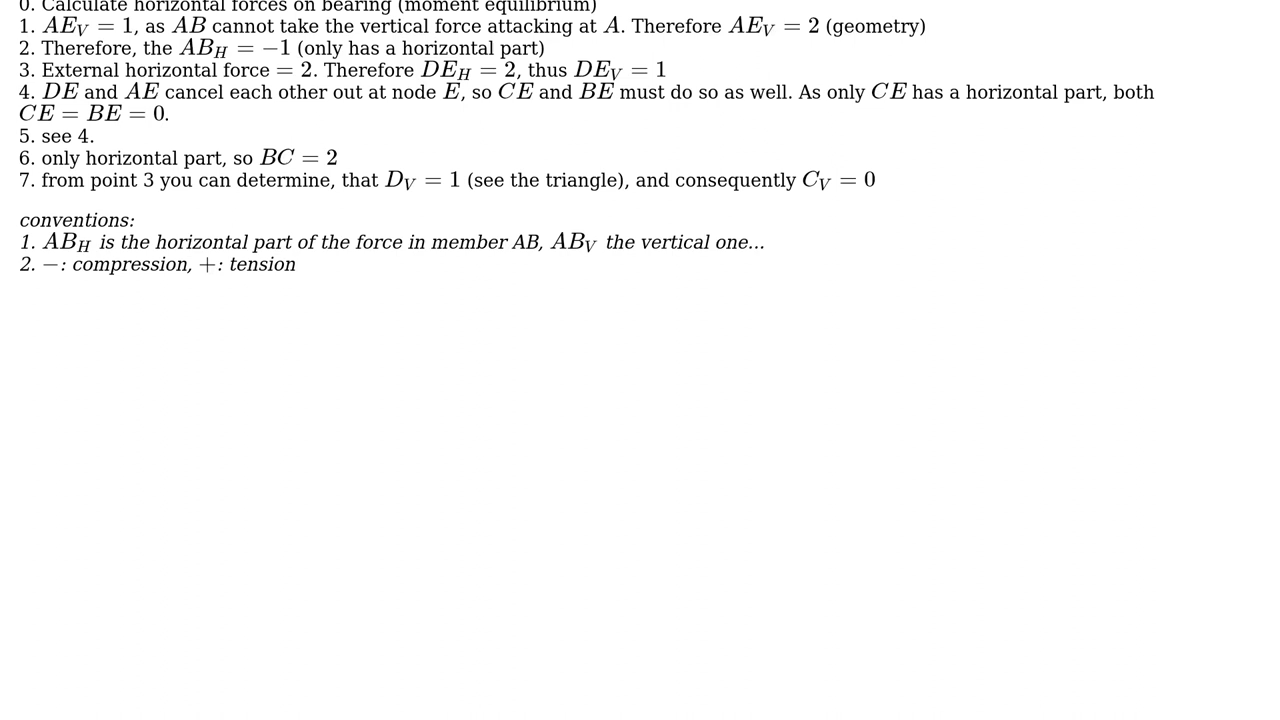 0. Calculate horizontal forces on bearing (moment equilibrium)
1. AE_V = 1, as AB cannot take the vertical force attacking at A. Therefore AE_V = 2 (geometry)
2. Therefore, the AB_H = −1 (only has a horizontal part)
3. External horizontal force = 2. Therefore DE_H = 2, thus DE_V = 1
4. DE and AE cancel each other out at node E, so CE and BE must do so as well. As only CE has a horizontal part, both
CE = BE = 0.
5. see 4.
6. only horizontal part, so BC = 2
7. from point 3 you can determine, that D_V = 1 (see the triangle), and consequently C_V = 0
conventions:
1. AB_H is the horizontal part of the force in member AB, AB_V the vertical one...
2. −: compression, +: tension